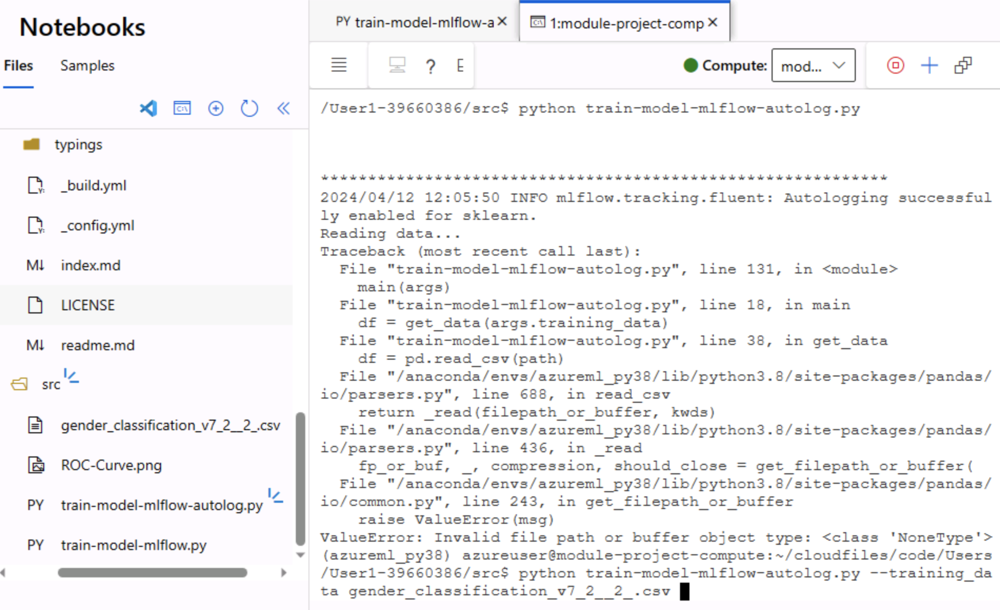 Notebooks
Files
Samples
typings
_build.yml
_config.yml
index.md
LICENSE
readme.md
src
gender_classification_v7_2__2_.csv
ROC-Curve.png
PY train-model-mlflow-autolog.py
PY train-model-mlflow.py
PY train-model-mlflow-a
1:module-project-comp
Compute: mod...
/User1-39660386/src$ python train-model-mlflow-autolog.py
************************************************************
2024/04/12 12:05:50 INFO mlflow.tracking.fluent: Autologging successful
ly enabled for sklearn.
Reading data...
Traceback (most recent call last):
  File "train-model-mlflow-autolog.py", line 131, in <module>
    main(args)
  File "train-model-mlflow-autolog.py", line 18, in main
    df = get_data(args.training_data)
  File "train-model-mlflow-autolog.py", line 38, in get_data
    df = pd.read_csv(path)
  File "/anaconda/envs/azureml_py38/lib/python3.8/site-packages/pandas/
io/parsers.py", line 688, in read_csv
    return _read(filepath_or_buffer, kwds)
  File "/anaconda/envs/azureml_py38/lib/python3.8/site-packages/pandas/
io/parsers.py", line 436, in _read
    fp_or_buf, _, compression, should_close = get_filepath_or_buffer(
  File "/anaconda/envs/azureml_py38/lib/python3.8/site-packages/pandas/
io/common.py", line 243, in get_filepath_or_buffer
    raise ValueError(msg)
ValueError: Invalid file path or buffer object type: <class 'NoneType'>
(azureml_py38) azureuser@module-project-compute:~/cloudfiles/code/Users
/User1-39660386/src$ python train-model-mlflow-autolog.py --training_da
ta gender_classification_v7_2__2_.csv